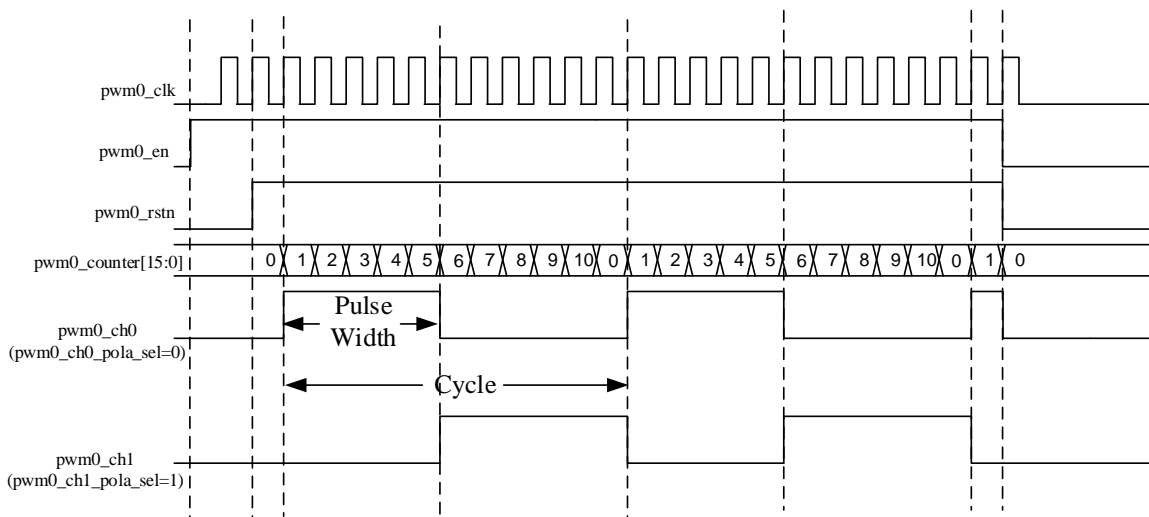 pwm0_clk
pwm0_en
pwm0_rstn
pwm0_counter[15:0] 0 1 2 3 4 5 6 7 8 9 10 0 1 2 3 4 5 6 7 8 9 10 0 1 0
Pulse
Width
pwm0_ch0
(pwm0_ch0_pola_sel=0)
Cycle
pwm0_ch1
(pwm0_ch1_pola_sel=1)